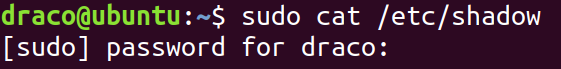 draco@ubuntu:~$ sudo cat /etc/shadow
[sudo] password for draco: